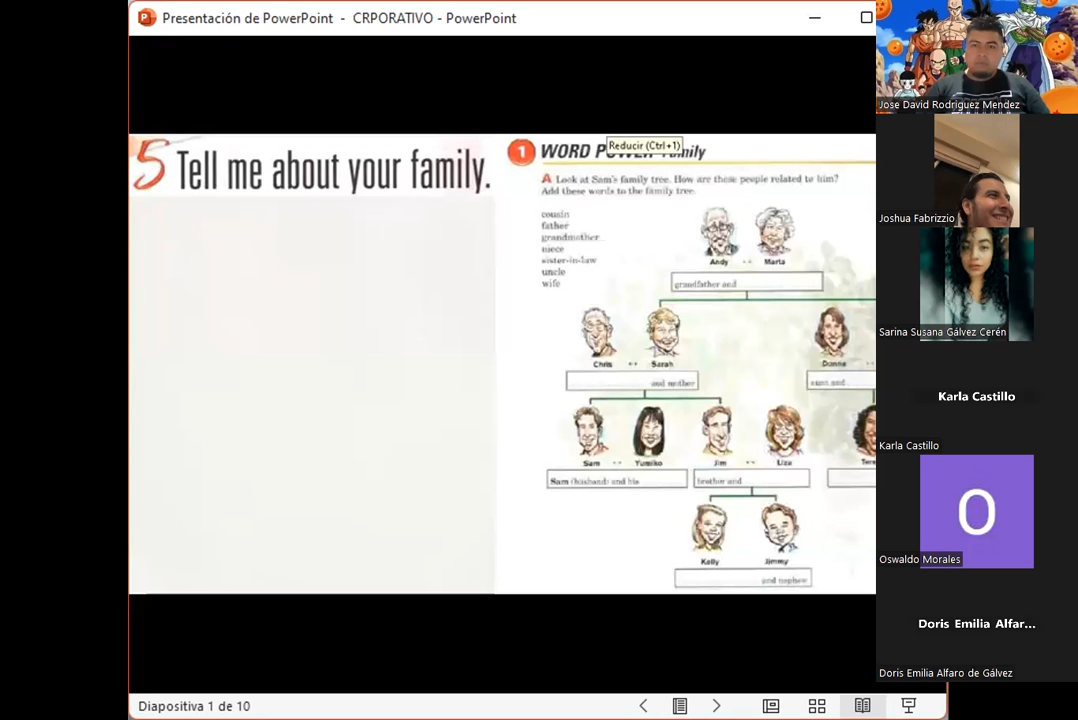 Presentación de PowerPoint - CRPORATIVO - PowerPoint
5 Tell me about your family.
1 WORD P
Reducir (Ctrl+1)
mily
A Look at Sam's family tree. How are these people related to him?
Add these words to the family tree.
cousin
father
grandmother
niece
sister-in-law
uncle
wife
Andy
Marta
grandfather and
Chris
Sarah
Donna
and mother
aunt and
Sam
Yumiko
Jim
Liza
Tere
Sam (husband) and his
brother and
Kelly
Jimmy
and nephew
Diapositiva 1 de 10
Jose David Rodriguez Mendez
Joshua Fabrizzio
Sarina Susana Gálvez Cerén
Karla Castillo
Karla Castillo
O
Oswaldo Morales
Doris Emilia Alfar...
Doris Emilia Alfaro de Gálvez